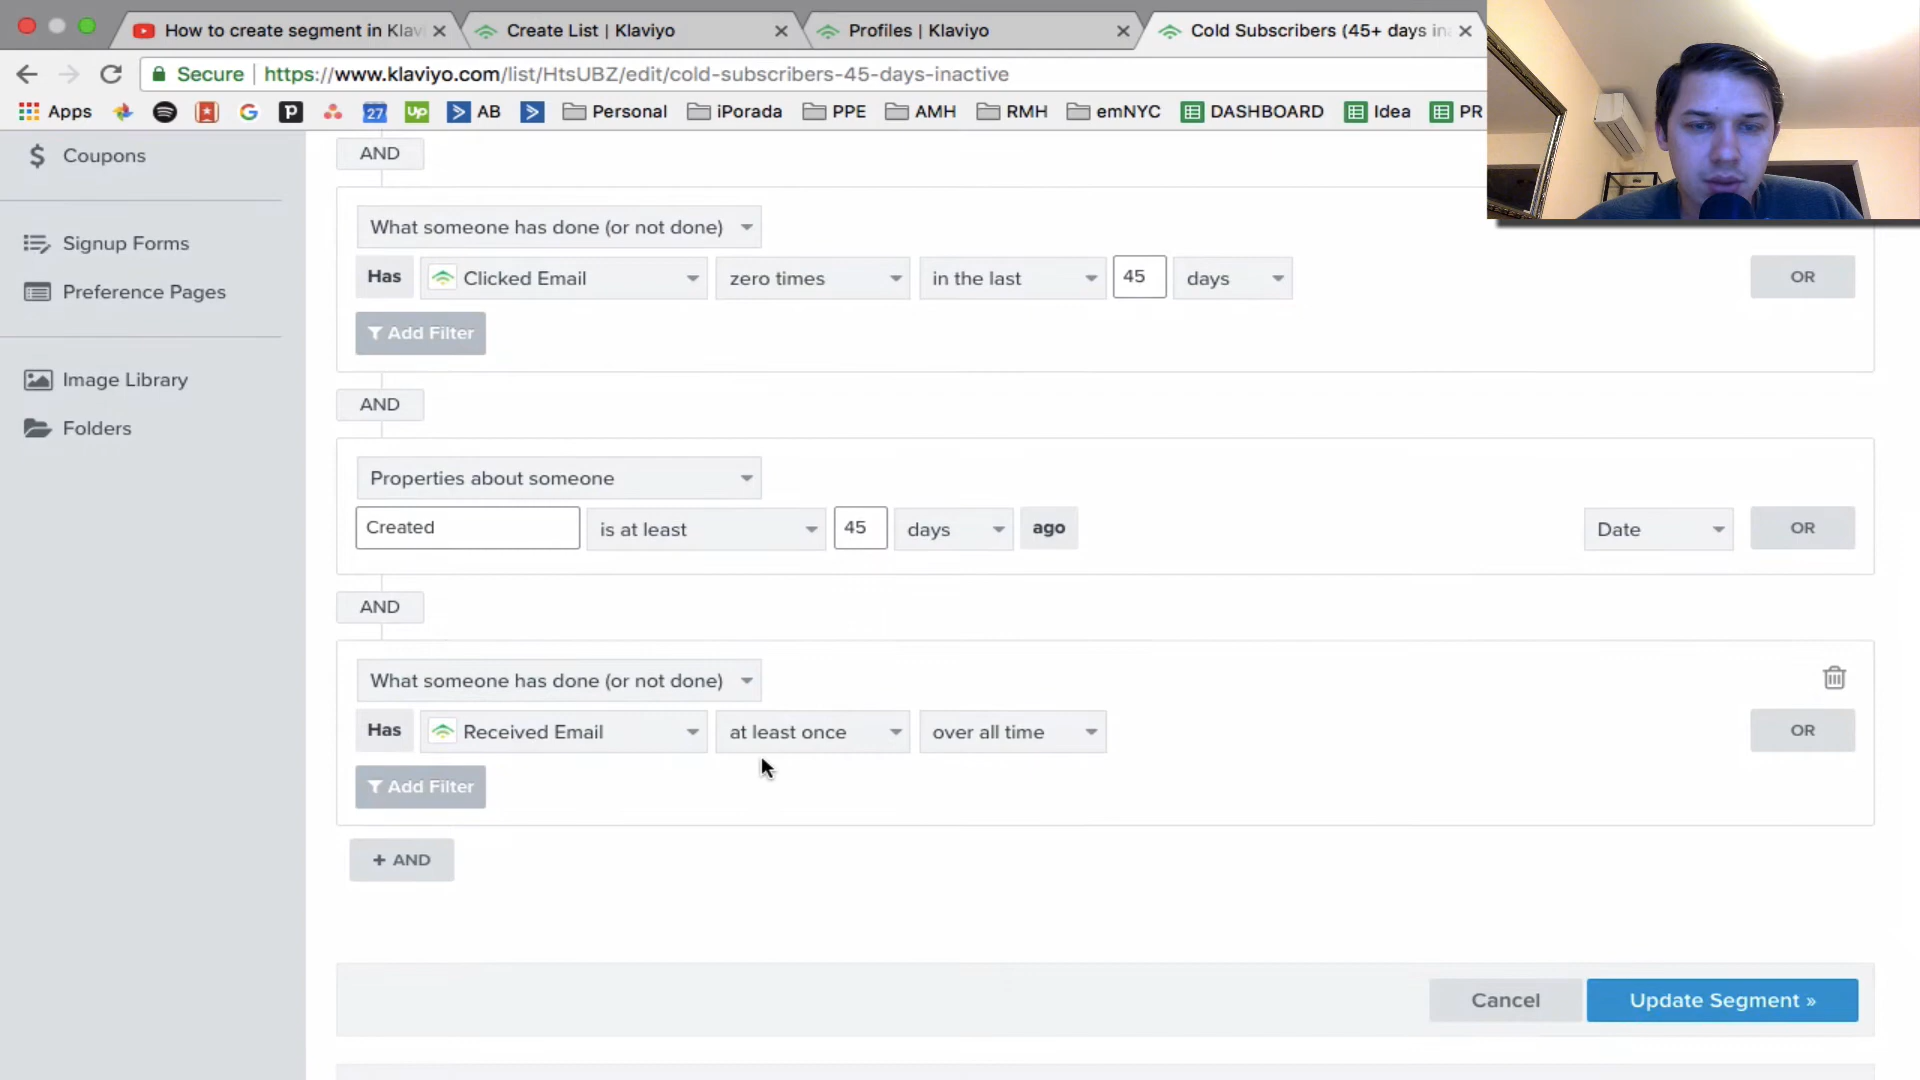 How to create segment in Klav
Create List | Klaviyo
Profiles | Klaviyo
Cold Subscribers (45+ days in
Secure https://www.klaviyo.com/list/HtsUBZ/edit/cold-subscribers-45-days-inactive
Apps
27
Up
AB
Personal
iPorada
PPE
AMH
RMH
emNYC
DASHBOARD
Idea
PR
Coupons
Signup Forms
Preference Pages
Image Library
Folders
AND
What someone has done (or not done)
Has Clicked Email zero times in the last 45 days OR
Add Filter
AND
Properties about someone
Created is at least 45 days ago Date OR
AND
What someone has done (or not done)
Has Received Email at least once over all time OR
Add Filter
+ AND
Cancel Update Segment »